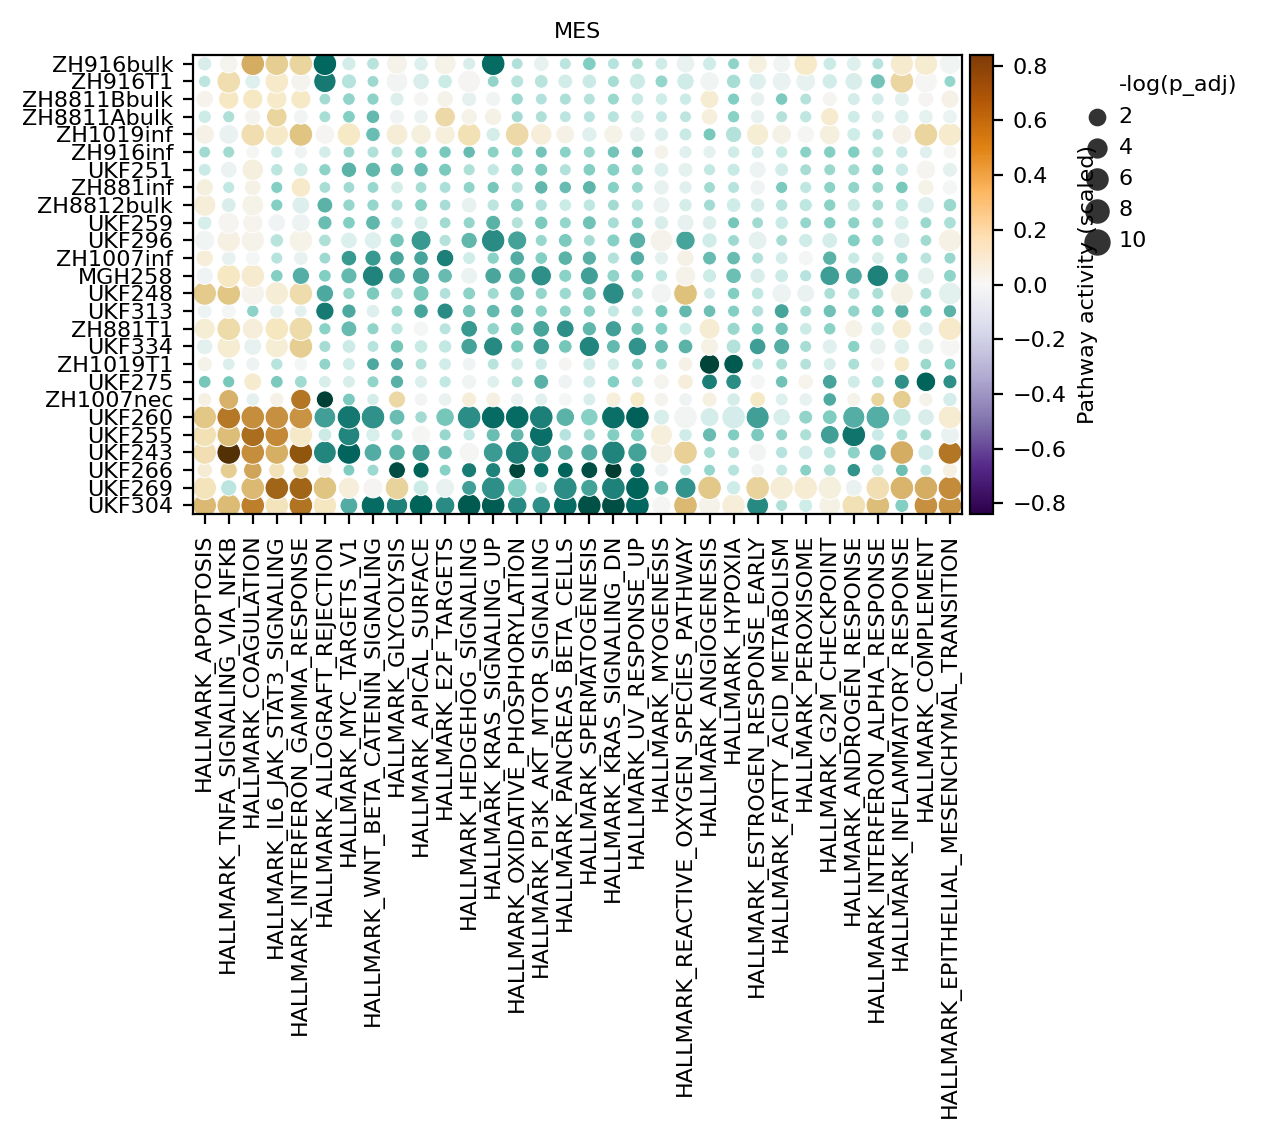 MES
ZH916bulk
ZH916T1
ZH8811Bbulk
ZH8811Abulk
ZH1019inf
ZH916inf
UKF251
ZH881inf
ZH8812bulk
UKF259
UKF296
ZH1007inf
MGH258
UKF248
UKF313
ZH881T1
UKF334
ZH1019T1
UKF275
ZH1007nec
UKF260
UKF255
UKF243
UKF266
UKF269
UKF304
HALLMARK_APOPTOSIS
HALLMARK_TNFA_SIGNALING_VIA_NFKB
HALLMARK_COAGULATION
HALLMARK_IL6_JAK_STAT3_SIGNALING
HALLMARK_INTERFERON_GAMMA_RESPONSE
HALLMARK_ALLOGRAFT_REJECTION
HALLMARK_MYC_TARGETS_V1
HALLMARK_WNT_BETA_CATENIN_SIGNALING
HALLMARK_GLYCOLYSIS
HALLMARK_APICAL_SURFACE
HALLMARK_E2F_TARGETS
HALLMARK_HEDGEHOG_SIGNALING
HALLMARK_KRAS_SIGNALING_UP
HALLMARK_OXIDATIVE_PHOSPHORYLATION
HALLMARK_PI3K_AKT_MTOR_SIGNALING
HALLMARK_PANCREAS_BETA_CELLS
HALLMARK_SPERMATOGENESIS
HALLMARK_KRAS_SIGNALING_DN
HALLMARK_UV_RESPONSE_UP
HALLMARK_MYOGENESIS
HALLMARK_REACTIVE_OXYGEN_SPECIES_PATHWAY
HALLMARK_ANGIOGENESIS
HALLMARK_HYPOXIA
HALLMARK_ESTROGEN_RESPONSE_EARLY
HALLMARK_FATTY_ACID_METABOLISM
HALLMARK_PEROXISOME
HALLMARK_G2M_CHECKPOINT
HALLMARK_ANDROGEN_RESPONSE
HALLMARK_INTERFERON_ALPHA_RESPONSE
HALLMARK_INFLAMMATORY_RESPONSE
HALLMARK_COMPLEMENT
HALLMARK_EPITHELIAL_MESENCHYMAL_TRANSITION
0.8
0.6
0.4
0.2
0.0
−0.2
−0.4
−0.6
−0.8
Pathway activity (scaled)
-log(p_adj)
2
4
6
8
10